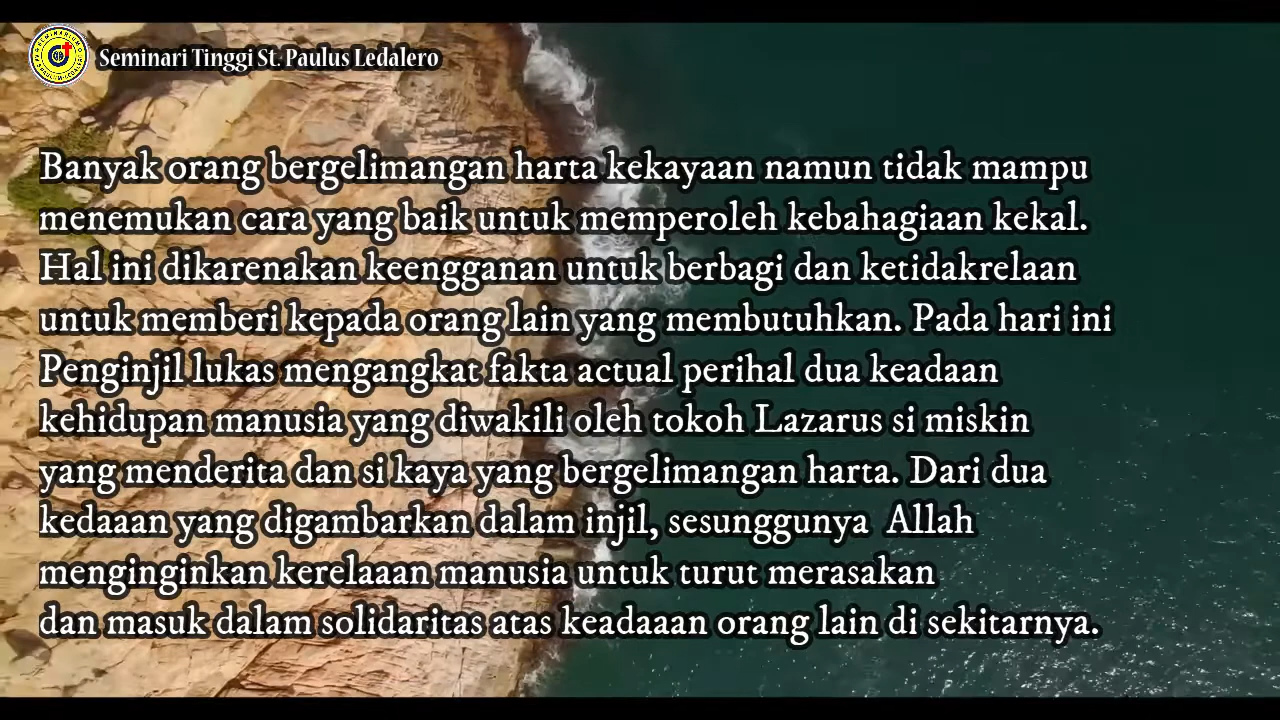 Seminari Tinggi St. Paulus Ledalero
Banyak orang bergelimangan harta kekayaan namun tidak mampu
menemukan cara yang baik untuk memperoleh kebahagiaan kekal.
Hal ini dikarenakan keengganan untuk berbagi dan ketidakrelaan
untuk memberi kepada orang lain yang membutuhkan. Pada hari ini
Penginjil lukas mengangkat fakta actual perihal dua keadaan
kehidupan manusia yang diwakili oleh tokoh Lazarus si miskin
yang menderita dan si kaya yang bergelimangan harta. Dari dua
kedaaan yang digambarkan dalam injil, sesunggunya  Allah
menginginkan kerelaaan manusia untuk turut merasakan
dan masuk dalam solidaritas atas keadaaan orang lain di sekitarnya.